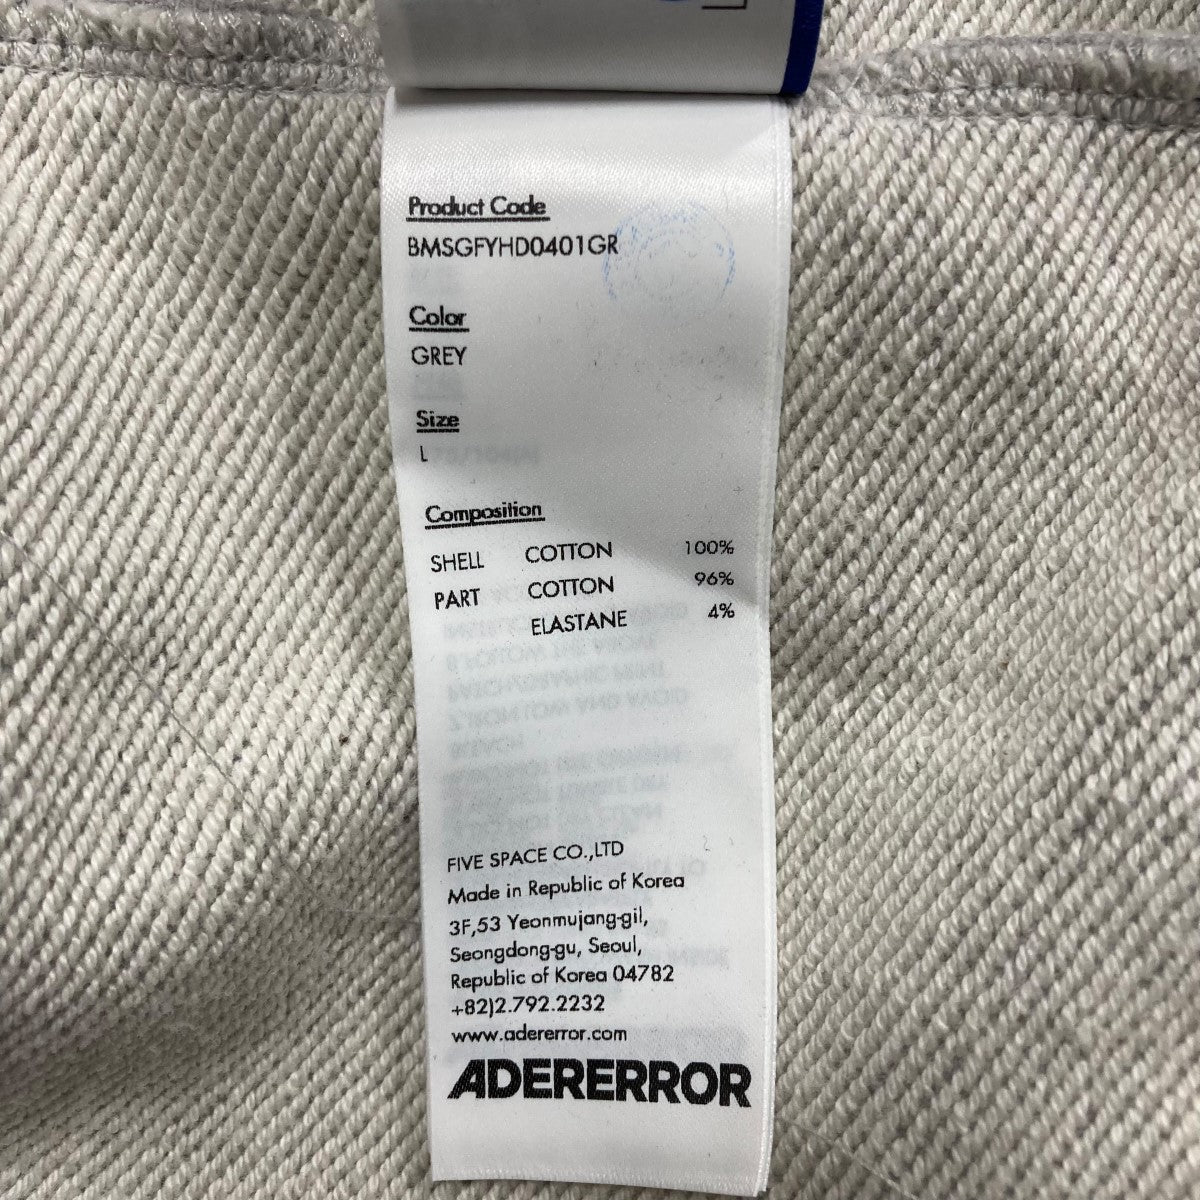 Product Code
BMSGFYHD0401GR
Color
GREY
Size
L
Composition
SHELL COTTON 100%
PART COTTON 96%
ELASTANE 4%
FIVE SPACE CO.,LTD
Made in Republic of Korea
3F,53 Yeonmujang-gil,
Seongdong-gu, Seoul,
Republic of Korea 04782
+82)2.792.2232
www.adererror.com
ADERERROR